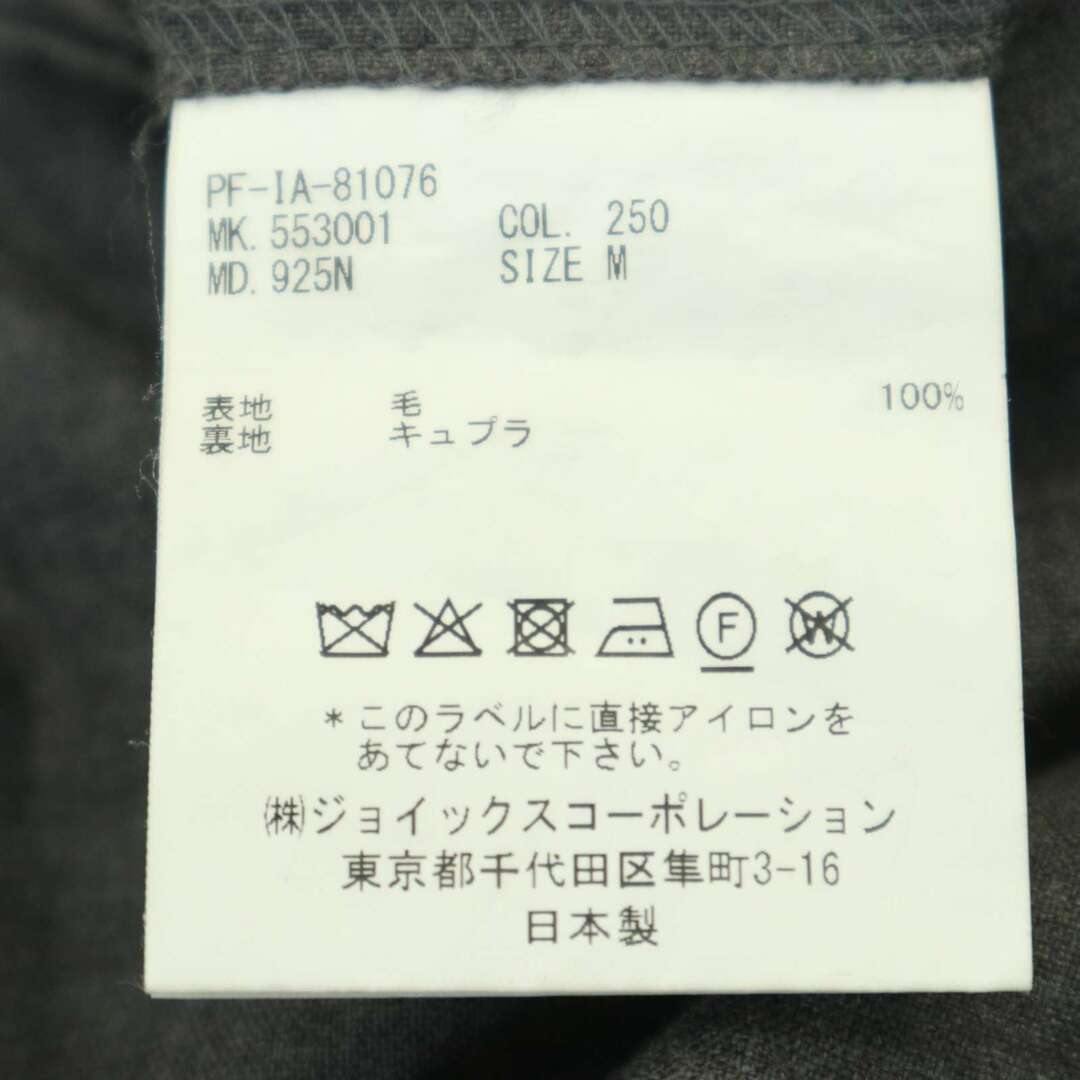 PF-IA-81076
MK. 553001 COL. 250
MD. 925N SIZE M
表地 毛 100%
裏地 キュプラ
F W
*このラベルに直接アイロンを
あてないで下さい。
㈱ジョイックスコーポレーション
東京都千代田区隼町3-16
日本製